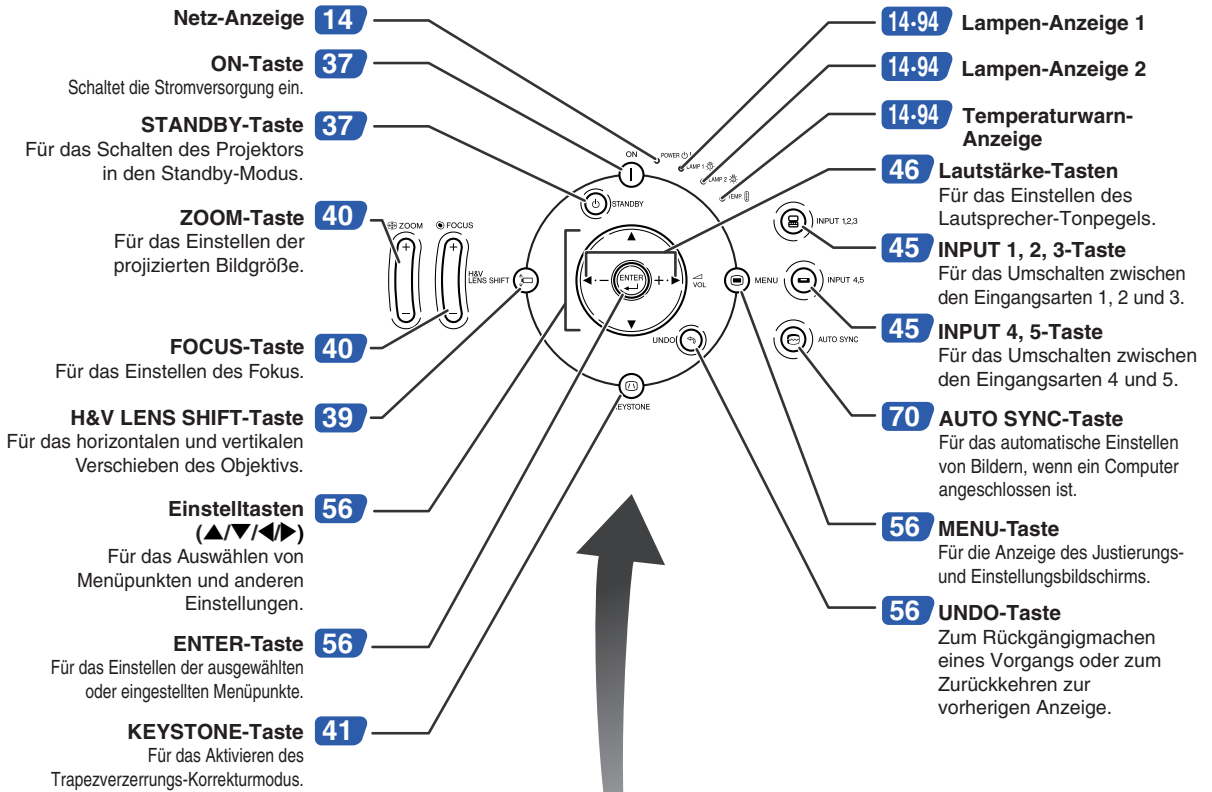 Netz-Anzeige 14
ON-Taste 37
Schaltet die Stromversorgung ein.
STANDBY-Taste 37
Für das Schalten des Projektors
in den Standby-Modus.
ZOOM-Taste 40
Für das Einstellen der
projizierten Bildgröße.
FOCUS-Taste 40
Für das Einstellen des Fokus.
H&V LENS SHIFT-Taste 39
Für das horizontalen und vertikalen
Verschieben des Objektivs.
Einstelltasten 56
(▲/▼/◀/▶)
Für das Auswählen von
Menüpunkten und anderen
Einstellungen.
ENTER-Taste 56
Für das Einstellen der ausgewählten
oder eingestellten Menüpunkte.
KEYSTONE-Taste 41
Für das Aktivieren des
Trapezverzerrungs-Korrekturmodus.
ON
POWER
LAMP 1
LAMP 2
TEMP.
STANDBY
ZOOM
FOCUS
+
+
–
–
H&V
LENS SHIFT
–
ENTER
+
VOL
MENU
UNDO
KEYSTONE
INPUT 1,2,3
INPUT 4,5
AUTO SYNC
14•94 Lampen-Anzeige 1
14•94 Lampen-Anzeige 2
14•94 Temperaturwarn-
Anzeige
46 Lautstärke-Tasten
Für das Einstellen des
Lautsprecher-Tonpegels.
45 INPUT 1, 2, 3-Taste
Für das Umschalten zwischen
den Eingangsarten 1, 2 und 3.
45 INPUT 4, 5-Taste
Für das Umschalten zwischen
den Eingangsarten 4 und 5.
70 AUTO SYNC-Taste
Für das automatische Einstellen
von Bildern, wenn ein Computer
angeschlossen ist.
56 MENU-Taste
Für die Anzeige des Justierungs-
und Einstellungsbildschirms.
56 UNDO-Taste
Zum Rückgängigmachen
eines Vorgangs oder zum
Zurückkehren zur
vorherigen Anzeige.